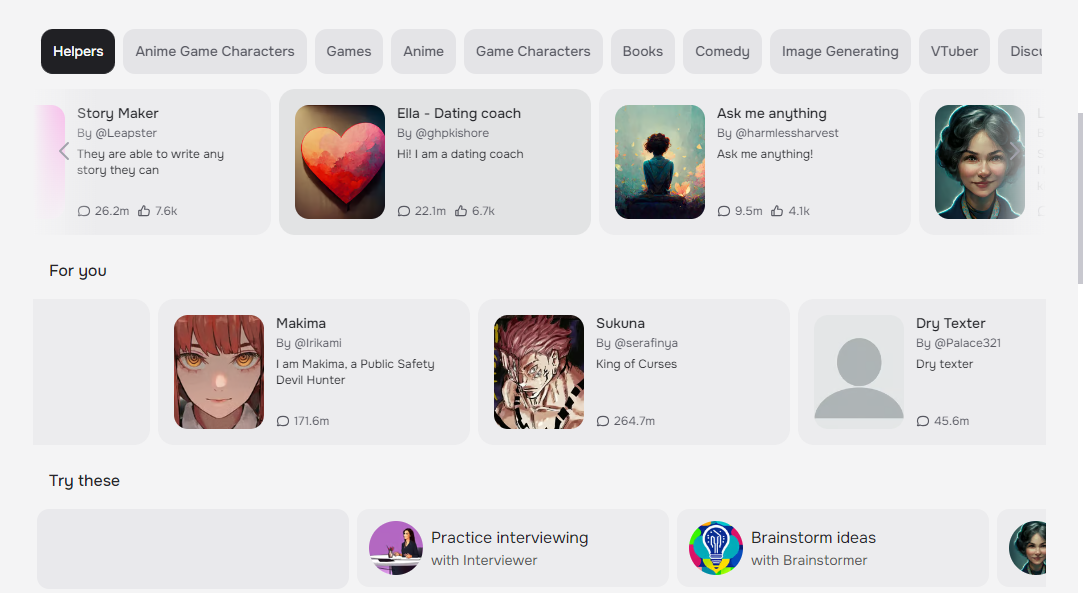 Helpers
Anime Game Characters
Games
Anime
Game Characters
Books
Comedy
Image Generating
VTuber
Story Maker
By @Leapster
They are able to write any
story they can
26.2m 7.6k
Ella - Dating coach
By @ghpkishore
Hi! I am a dating coach
22.1m 6.7k
Ask me anything
By @harmlessharvest
Ask me anything!
9.5m 4.1k
For you
Makima
By @Irikami
I am Makima, a Public Safety
Devil Hunter
171.6m
Sukuna
By @serafinya
King of Curses
264.7m
Dry Texter
By @Palace321
Dry texter
45.6m
Try these
Practice interviewing
with Interviewer
Brainstorm ideas
with Brainstormer